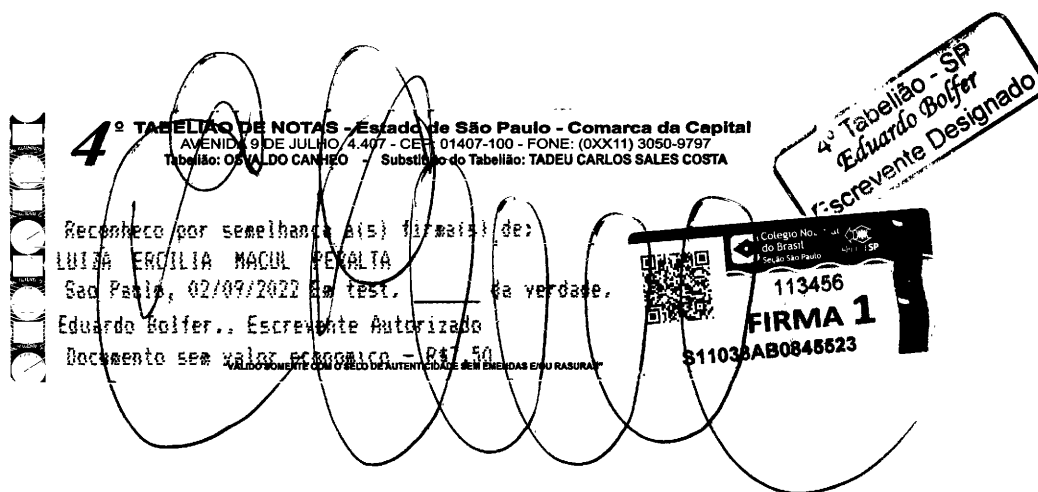 4º TABELIÃO DE NOTAS - Estado de São Paulo - Comarca da Capital
AVENIDA 9 DE JULHO, 4.407 - CEP: 01407-100 - FONE: (0XX11) 3050-9797
Tabelião: OSVALDO CANHEO - Substituto do Tabelião: TADEU CARLOS SALES COSTA
Reconheco por semelhança a(s) firma(s) de:
LUIZA ERCILIA MACUL PERALTA
Sao Paulo, 02/09/2022 Em test. ______ da verdade.
Eduardo Bolfer., Escrevente Autorizado
Documento sem valor economico - R$ ,50
"VÁLIDO SOMENTE COM O SELO DE AUTENTICIDADE SEM EMENDAS E/OU RASURAS"
4º Tabelião - SP
Eduardo Bolfer
Escrevente Designado
Colegio
do Brasil
Seção São Paulo
SP
113456
FIRMA 1
S11038AB0845523